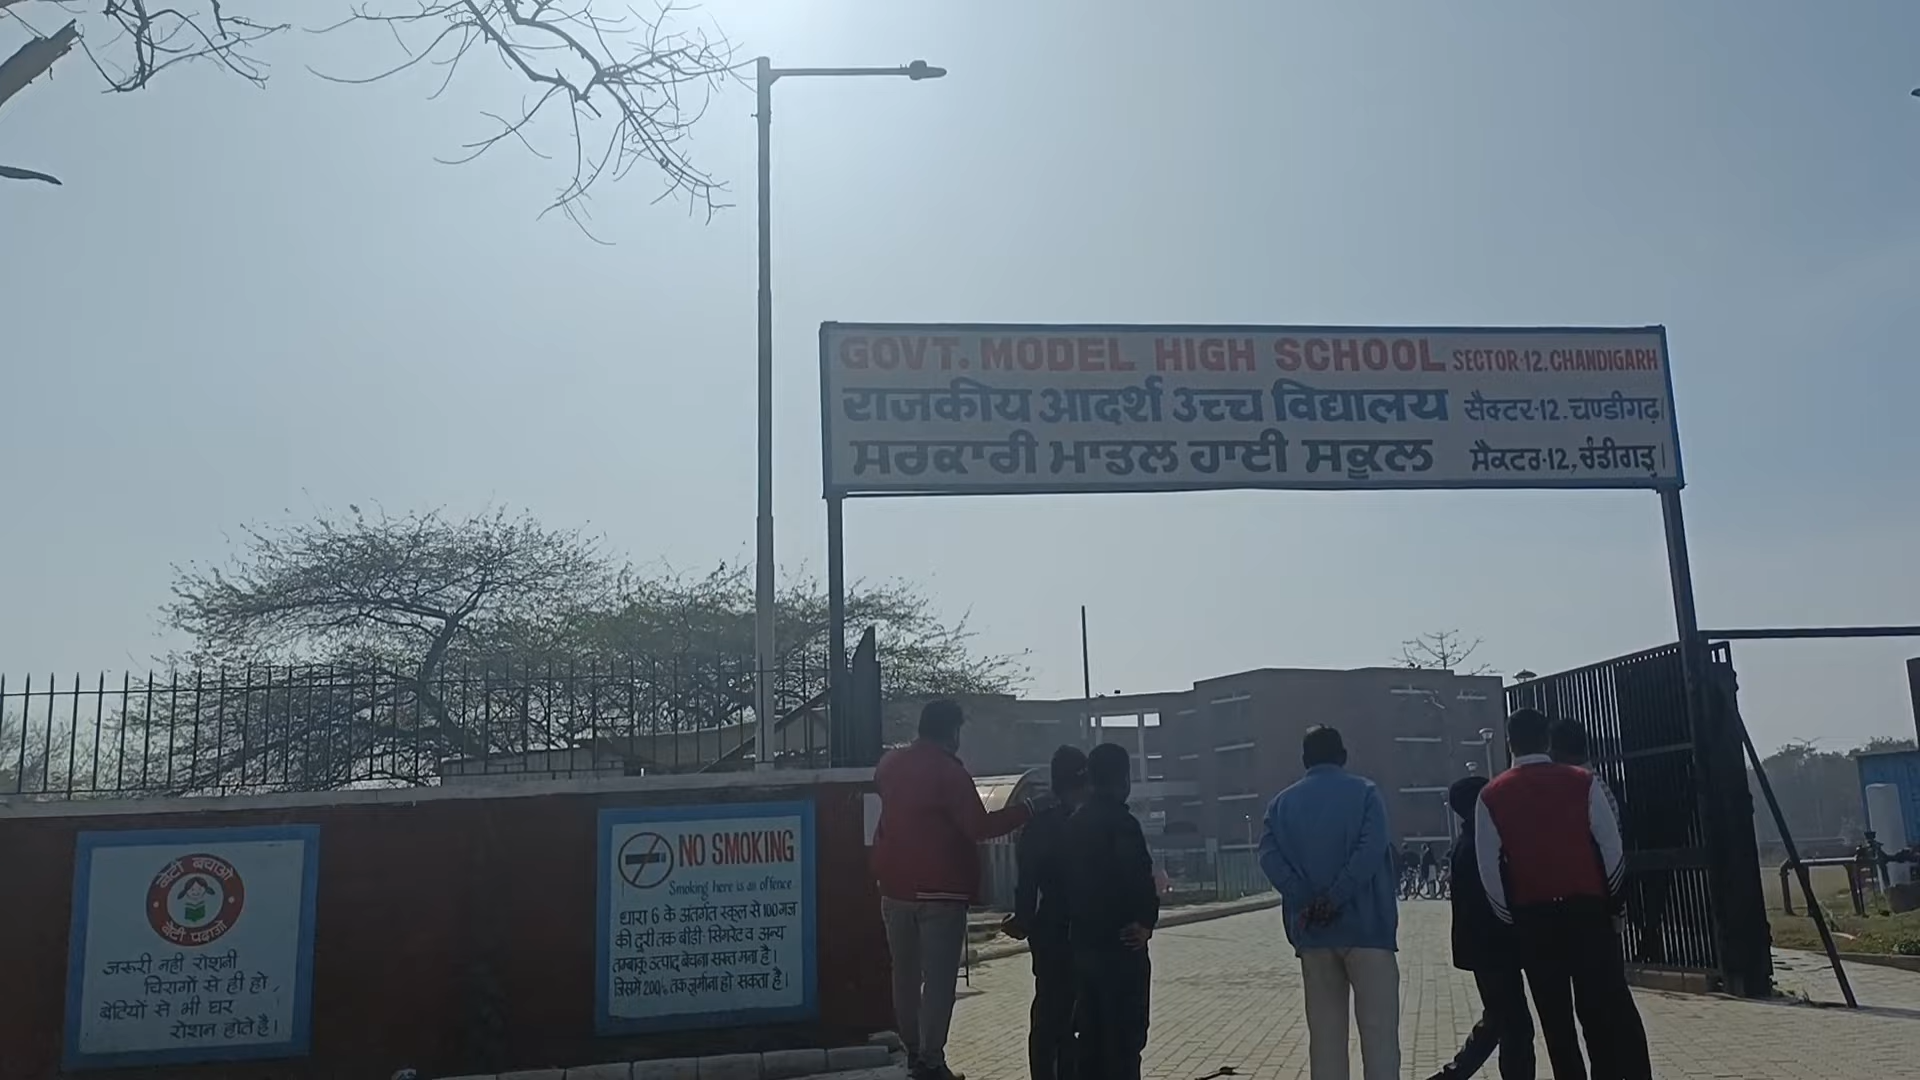 GOVT. MODEL HIGH SCHOOL SECTOR-12. CHANDIGARH
राजकीय आदर्श उच्च विद्यालय सैक्टर-12. चण्डीगढ़।
ਸਰਕਾਰੀ ਮਾਡਲ ਹਾਈ ਸਕੂਲ ਸੈਕਟਰ-12, ਚੰਡੀਗੜ੍ਹ।
बेटी बचाओ
बेटी पढ़ाओ
जरूरी नही रोशनी
चिरागों से ही हो,
बेटियों से भी घर
रोशन होते है।
NO SMOKING
Smoking here is an offence
धारा 6 के अंतर्गत स्कूल से 100 गज
की दूरी तक बीडी सिगरेट व अन्य
तम्बाकू उत्पाद बेचना सख्त मना है।
जिसमे 200/- तक जुर्माना हो सकता है।